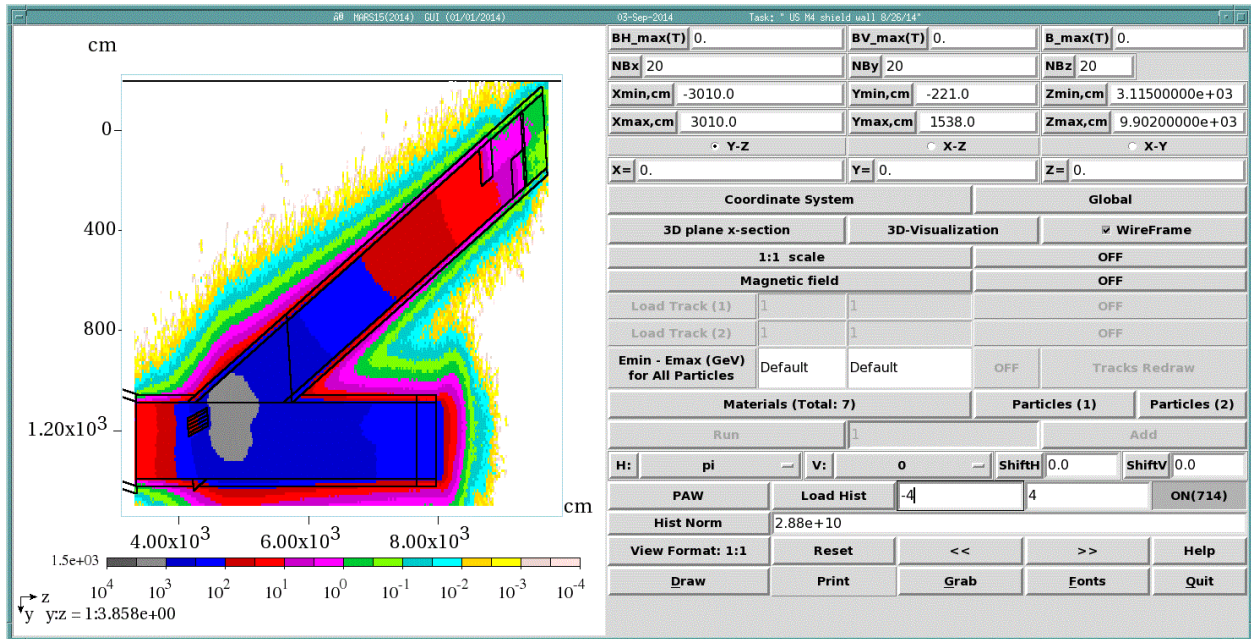 MARS15(2014) GUI (01/01/2014) 03-Sep-2014 Task: " US M4 shield wall 8/26/14"
cm
0
400
800
1.20x10³
cm
4.00x10³ 6.00x10³ 8.00x10³
1.5e+03
10⁴ 10³ 10² 10¹ 10⁰ 10⁻¹ 10⁻² 10⁻³ 10⁻⁴
z
y y:z = 1:3.858e+00
BH_max(T) 0. BV_max(T) 0. B_max(T) 0.
NBx 20 NBy 20 NBz 20
Xmin,cm -3010.0 Ymin,cm -221.0 Zmin,cm 3.11500000e+03
Xmax,cm 3010.0 Ymax,cm 1538.0 Zmax,cm 9.90200000e+03
Y-Z X-Z X-Y
X= 0. Y= 0. Z= 0.
Coordinate System Global
3D plane x-section 3D-Visualization WireFrame
1:1 scale OFF
Magnetic field OFF
Load Track (1) 1 1 OFF
Load Track (2) 1 1 OFF
Emin - Emax (GeV)
for All Particles Default Default OFF Tracks Redraw
Materials (Total: 7) Particles (1) Particles (2)
Run 1 Add
H: pi V: 0 ShiftH 0.0 ShiftV 0.0
PAW Load Hist -4 4 ON(714)
Hist Norm 2.88e+10
View Format: 1:1 Reset << >> Help
Draw Print Grab Fonts Quit